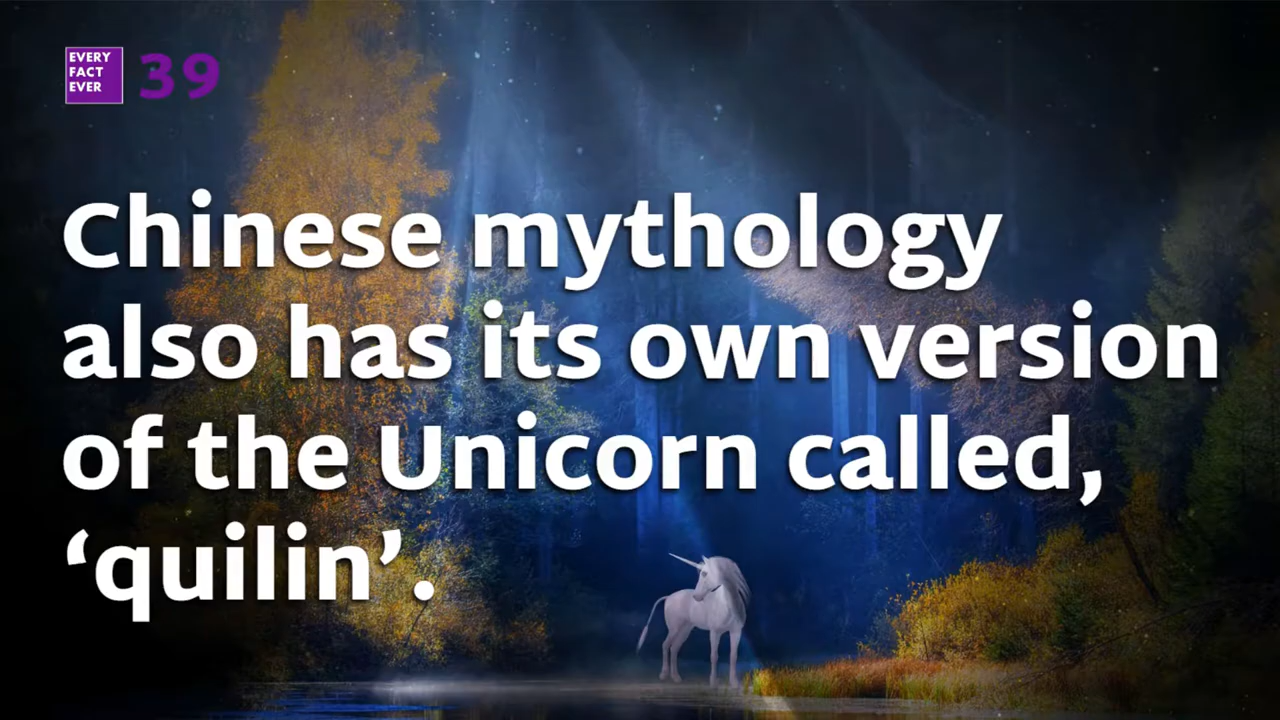 EVERY
FACT
EVER
39
Chinese mythology
also has its own version
of the Unicorn called,
‘quilin’.